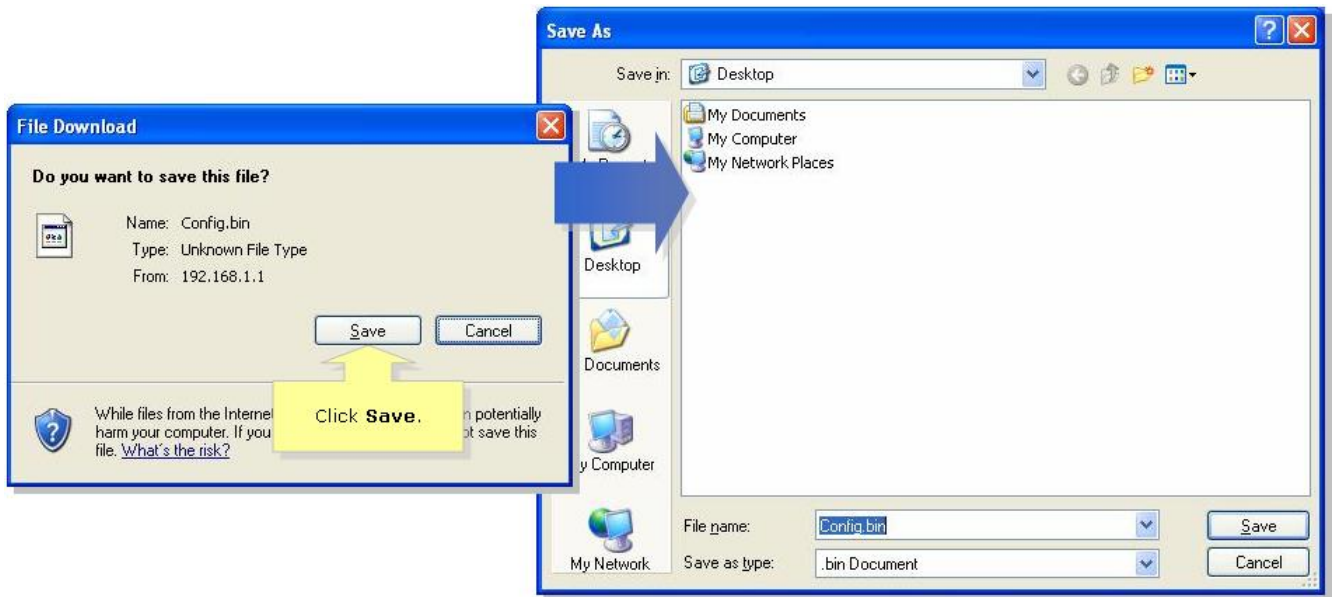 File Download
Do you want to save this file?
Name: Config.bin
Type: Unknown File Type
From: 192.168.1.1
Save
Cancel
Click Save.
While files from the Internet potentially
harm your computer. If you save this
file. What's the risk?
Save As
Save in:
Desktop
My Documents
My Computer
My Network Places
Desktop
Documents
Computer
My Network
File name:
Config.bin
Save
Save as type:
.bin Document
Cancel